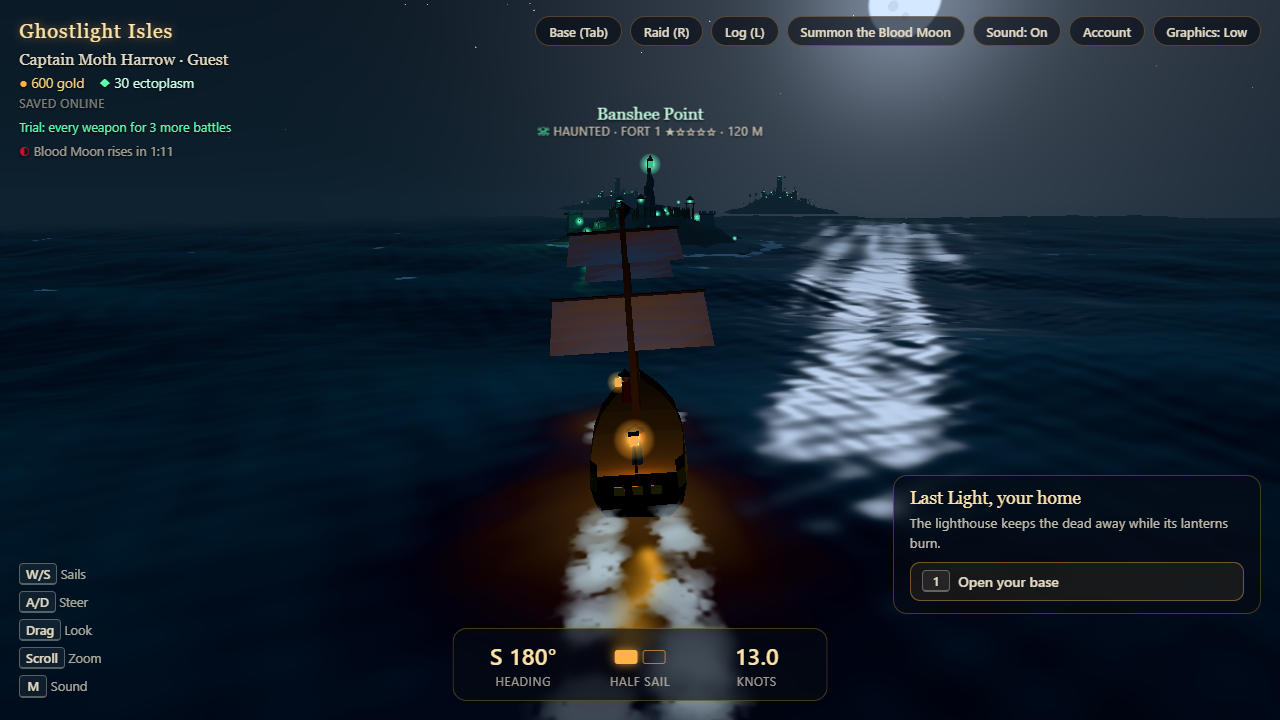 Ghostlight Isles
Captain Moth Harrow · Guest
600 gold 30 ectoplasm
SAVED ONLINE
Trial: every weapon for 3 more battles
Blood Moon rises in 1:11
Base (Tab) Raid (R) Log (L) Summon the Blood Moon Sound: On Account Graphics: Low
Banshee Point
HAUNTED · FORT 1 ★☆☆☆☆ · 120 M
Last Light, your home
The lighthouse keeps the dead away while its lanterns
burn.
1 Open your base
W/S Sails
A/D Steer
Drag Look
Scroll Zoom
M Sound
S 180° 13.0
HEADING HALF SAIL KNOTS